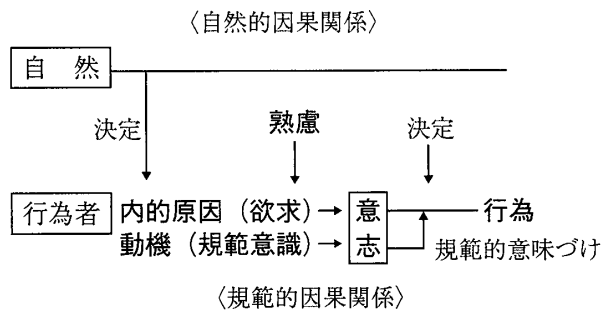 〈自然的因果関係〉
自 然
決定 熟慮 決定
行為者 内的原因（欲求） 意 行為
動機（規範意識） 志 規範的意味づけ
〈規範的因果関係〉